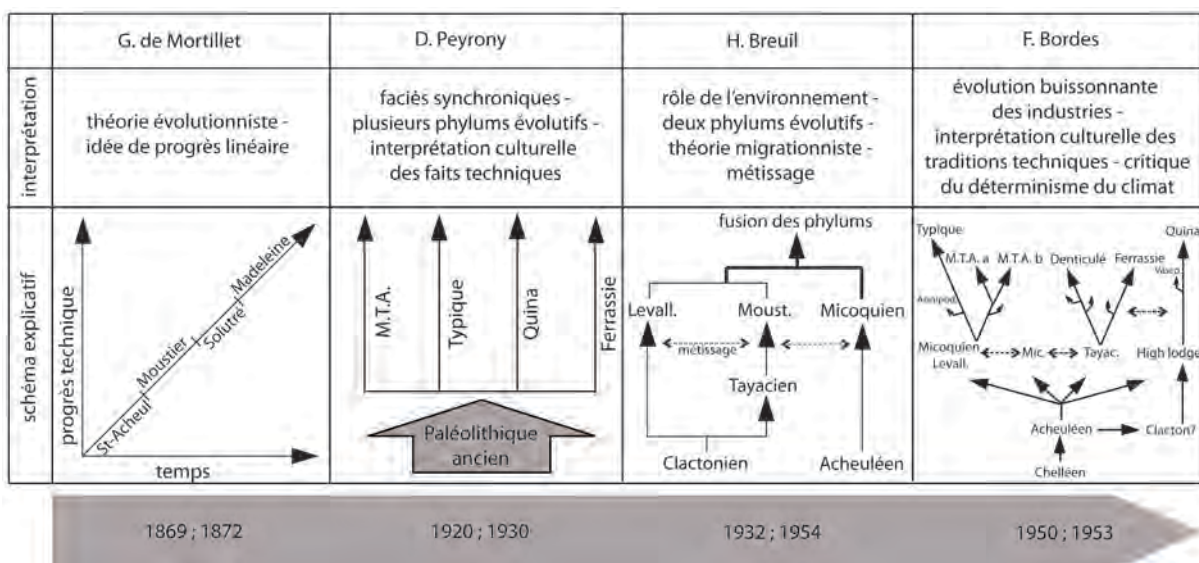 G. de Mortillet
D. Peyrony
H. Breuil
F. Bordes
interprétation
théorie évolutionniste -
idée de progrès linéaire
faciès synchroniques -
plusieurs phylums évolutifs -
interprétation culturelle
des faits techniques
rôle de l'environnement -
deux phylums évolutifs -
théorie migrationniste -
métissage
évolution buissonnante
des industries -
interprétation culturelle des
traditions techniques - critique
du déterminisme du climat
schéma explicatif
progrès technique
St-Acheul
Moustier
Solutré
Madeleine
temps
M.T.A.
Typique
Quina
Ferrassie
Paléolithique
ancien
fusion des phylums
Levall.
Moust.
Micoquien
métissage
Tayacien
Clactonien
Acheuléen
Typique
Quina
M.T.A. a
M.T.A. b
Denticulé
Ferrassie
Micoquien
Levall.
Mic.
Tayac.
High lodge
Acheuléen
Clacton?
Chelléen
1869 ; 1872
1920 ; 1930
1932 ; 1954
1950 ; 1953